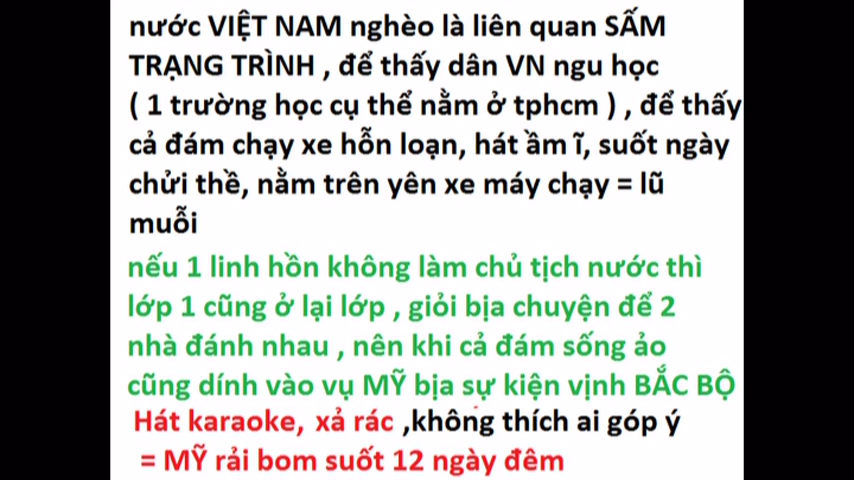 nước VIỆT NAM nghèo là liên quan SẤM
TRẠNG TRÌNH , để thấy dân VN ngu học
( 1 trường học cụ thể nằm ở tphcm ) , để thấy
cả đám chạy xe hỗn loạn, hát ầm ĩ, suốt ngày
chửi thề, nằm trên yên xe máy chạy = lũ
muỗi
nếu 1 linh hồn không làm chủ tịch nước thì
lớp 1 cũng ở lại lớp , giỏi bịa chuyện để 2
nhà đánh nhau , nên khi cả đám sống ảo
cũng dính vào vụ MỸ bịa sự kiện vịnh BẮC BỘ
Hát karaoke, xả rác ,không thích ai góp ý
= MỸ rải bom suốt 12 ngày đêm